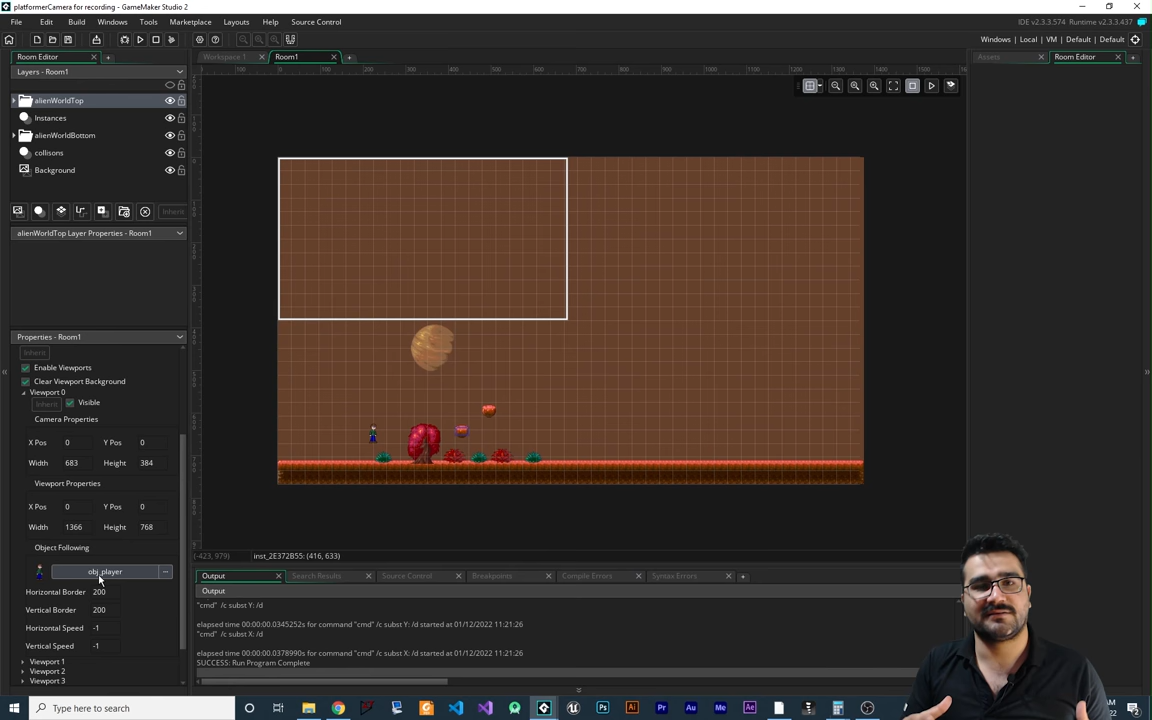 platformerCamera for recording - GameMaker Studio 2
File Edit Build Windows Tools Marketplace Layouts Help Source Control
IDE v2.3.3.574 Runtime v2.3.3.437
Windows | Local | VM | Default | Default
Room Editor
Workspace 1
Room1
Assets
Room Editor
Layers - Room1
alienWorldTop
Instances
alienWorldBottom
collisons
Background
Inherit
alienWorldTop Layer Properties - Room1
Properties - Room1
Inherit
Enable Viewports
Clear Viewport Background
Viewport 0
Inherit Visible
Camera Properties
X Pos 0 Y Pos 0
Width 683 Height 384
Viewport Properties
X Pos 0 Y Pos 0
Width 1366 Height 768
Object Following
obj_player
Horizontal Border 200
Vertical Border 200
Horizontal Speed -1
Vertical Speed -1
Viewport 1
Viewport 2
Viewport 3
(-423, 979) inst_2E372B55: (416, 633)
Output Search Results Source Control Breakpoints Compile Errors Syntax Errors
Output
"cmd" /c subst Y: /d
elapsed time 00:00:00.0345252s for command "cmd" /c subst Y: /d started at 01/12/2022 11:21:26
"cmd" /c subst X: /d
elapsed time 00:00:00.0378990s for command "cmd" /c subst X: /d started at 01/12/2022 11:21:26
SUCCESS: Run Program Complete
Type here to search